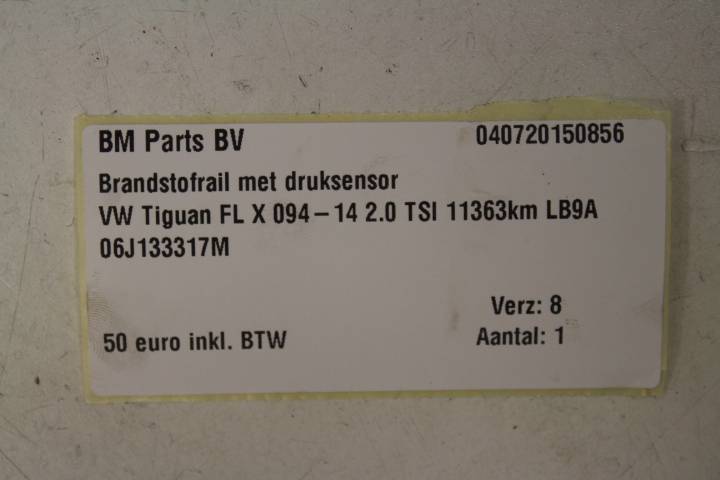 BM Parts BV 040720150856
Brandstofrail met druksensor
VW Tiguan FL X 094-14 2.0 TSI 11363km LB9A
06J133317M
Verz: 8
50 euro inkl. BTW Aantal: 1